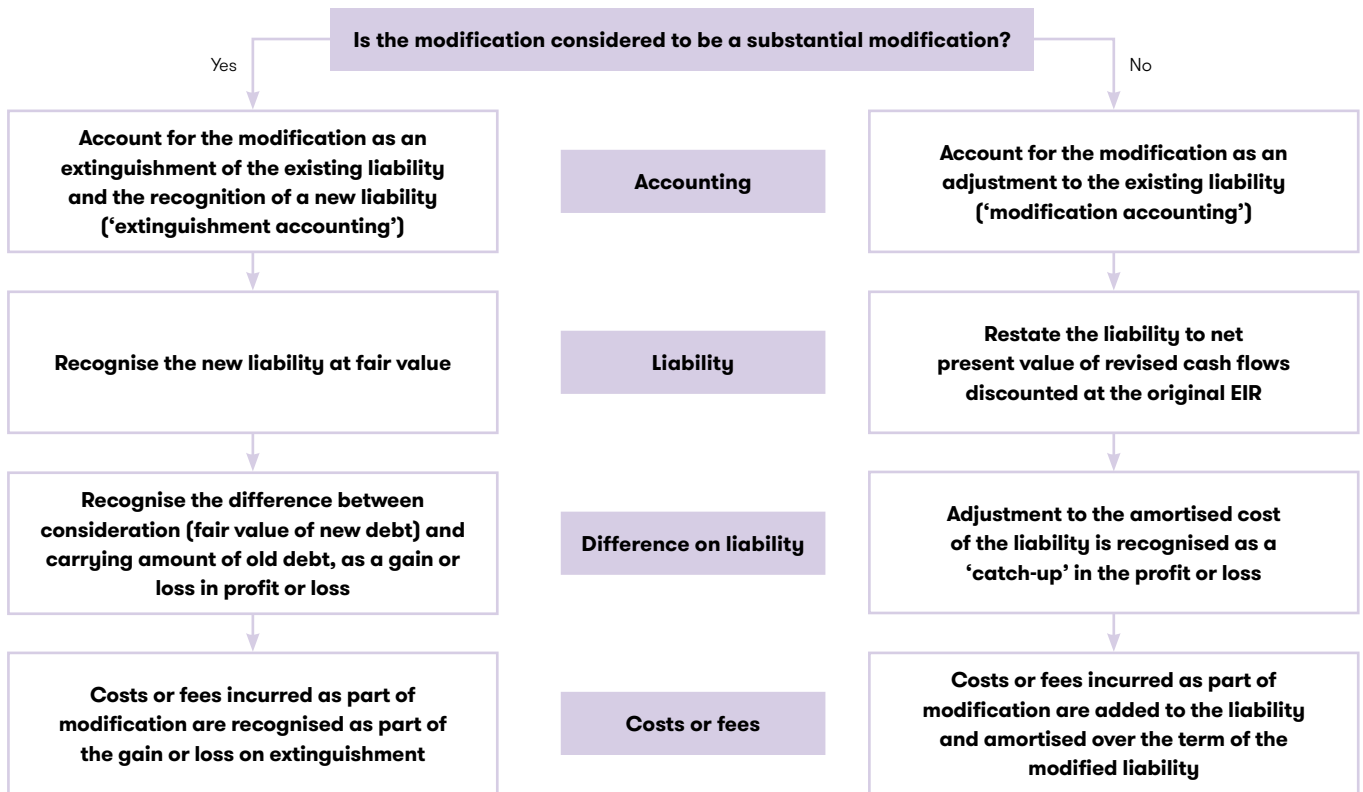 Is the modification considered to be a substantial modification?
Yes
No
Account for the modification as an
extinguishment of the existing liability
and the recognition of a new liability
(‘extinguishment accounting’)
Accounting
Account for the modification as an
adjustment to the existing liability
(‘modification accounting’)
Recognise the new liability at fair value
Liability
Restate the liability to net
present value of revised cash flows
discounted at the original EIR
Recognise the difference between
consideration (fair value of new debt) and
carrying amount of old debt, as a gain or
loss in profit or loss
Difference on liability
Adjustment to the amortised cost
of the liability is recognised as a
‘catch-up’ in the profit or loss
Costs or fees incurred as part of
modification are recognised as part of
the gain or loss on extinguishment
Costs or fees
Costs or fees incurred as part of
modification are added to the liability
and amortised over the term of the
modified liability